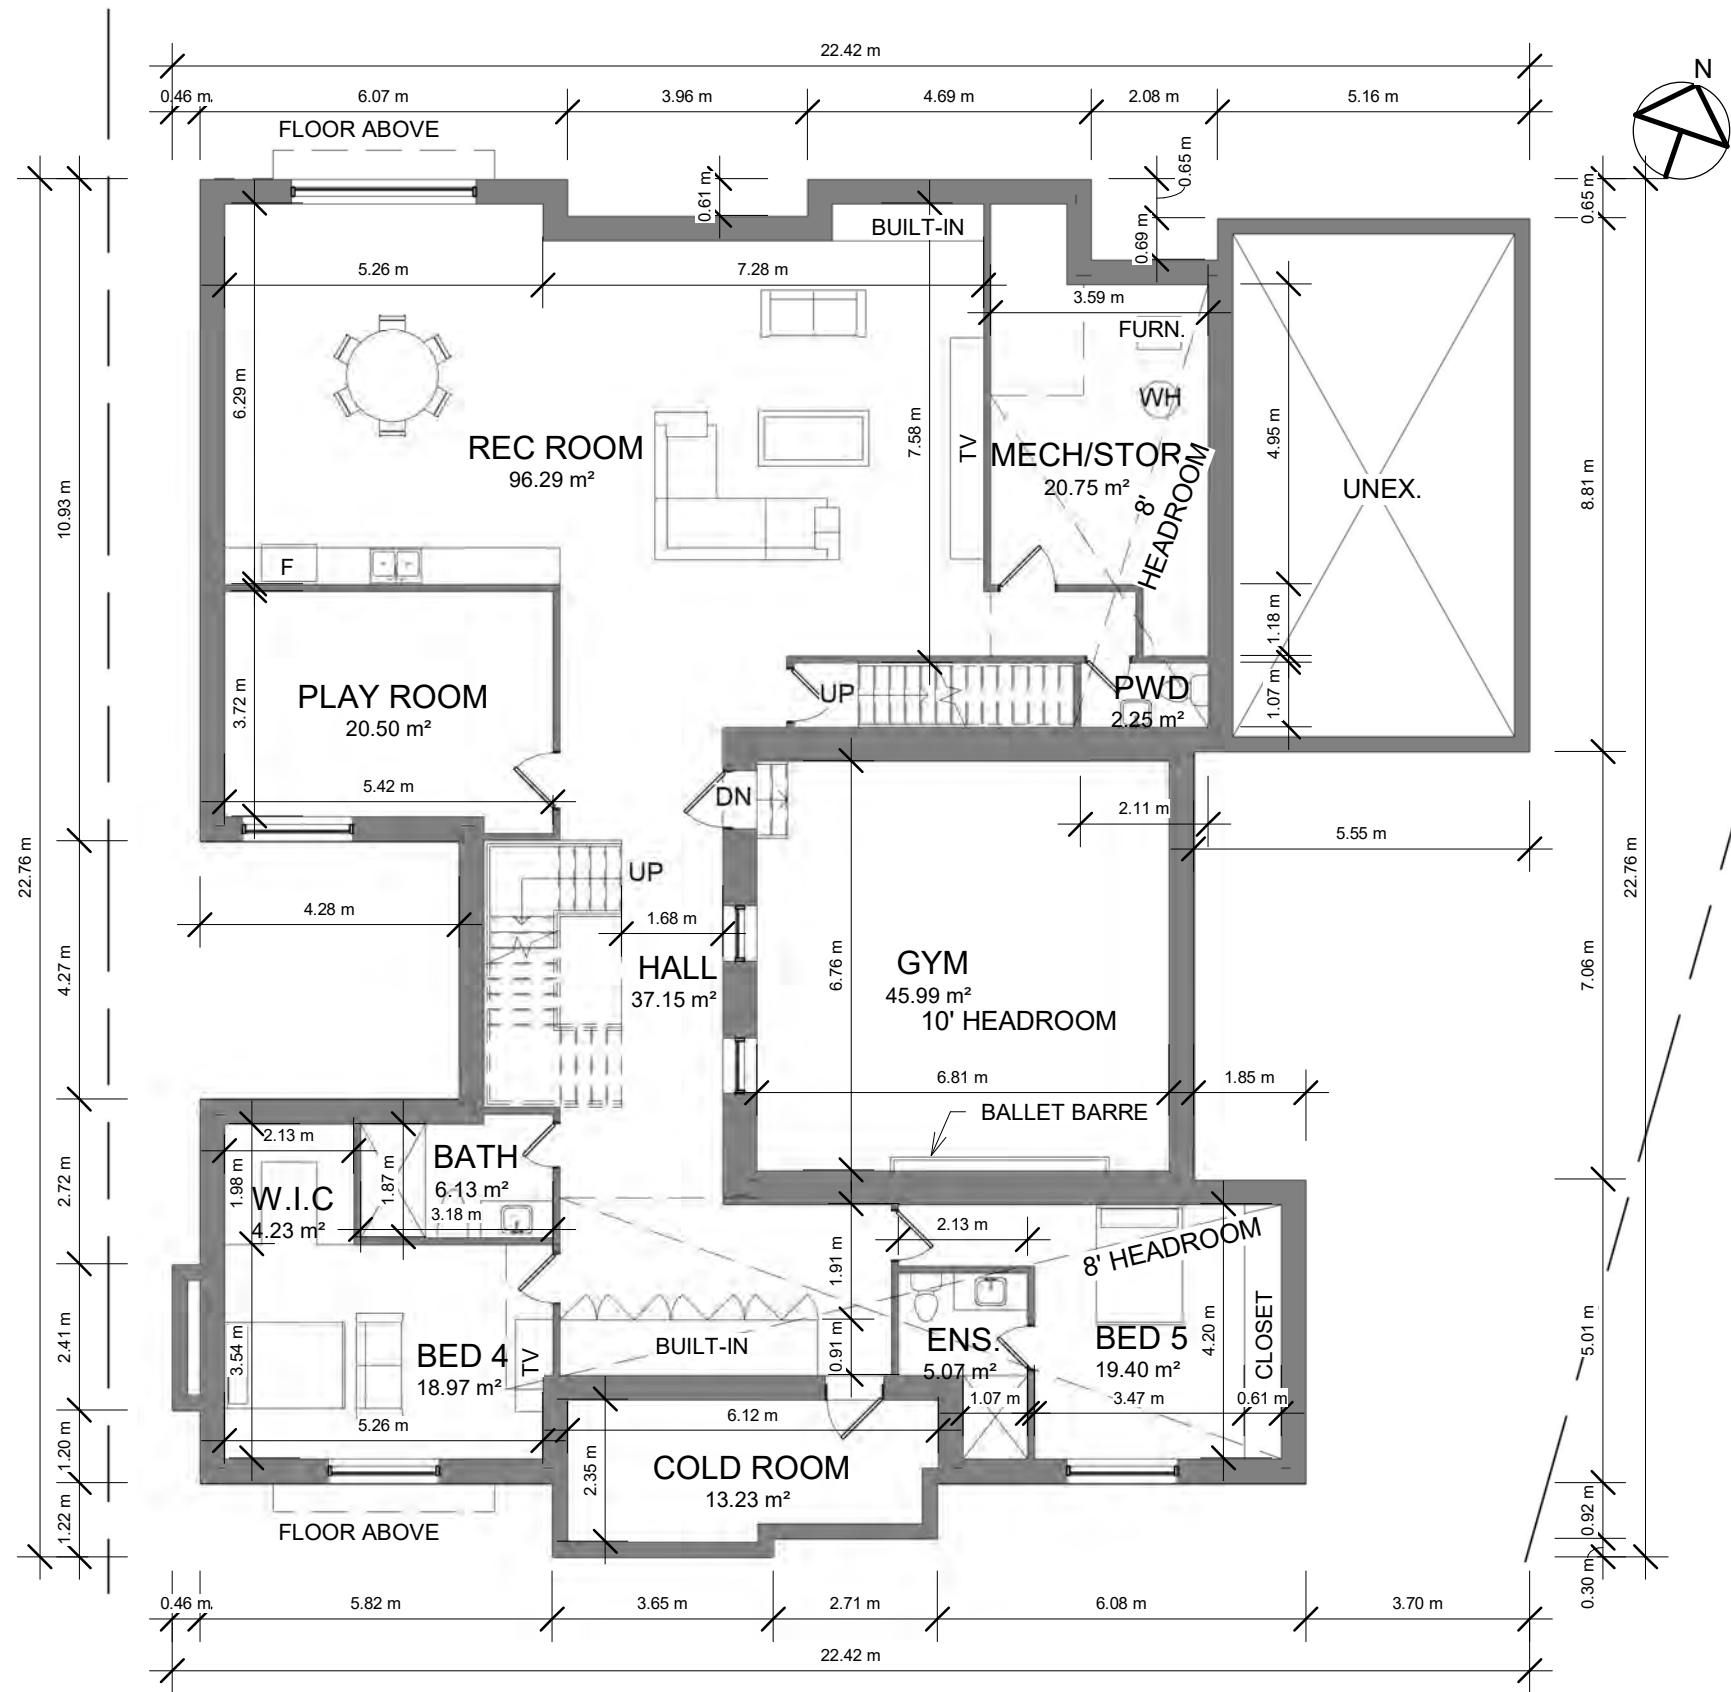 22.42 m
0.46 m
6.07 m
3.96 m
4.69 m
2.08 m
5.16 m
N
FLOOR ABOVE
0.61 m
0.65 m
0.69 m
0.65 m
BUILT-IN
5.26 m
7.28 m
3.59 m
FURN.
WH
6.29 m
7.58 m
4.95 m
REC ROOM
96.29 m²
TV
MECH/STOR
20.75 m²
8'
HEADROOM
UNEX.
10.93 m
8.81 m
F
1.18 m
PLAY ROOM
20.50 m²
3.72 m
UP
PWD
2.25 m²
1.07 m
5.42 m
DN
2.11 m
5.55 m
22.76 m
22.76 m
UP
4.28 m
1.68 m
HALL
37.15 m²
6.76 m
GYM
45.99 m²
10' HEADROOM
4.27 m
7.06 m
6.81 m
1.85 m
BALLET BARRE
2.13 m
BATH
6.13 m²
3.18 m
1.98 m
1.87 m
W.I.C
4.23 m²
2.72 m
2.13 m
8' HEADROOM
1.91 m
2.41 m
3.54 m
BED 4
18.97 m²
TV
BUILT-IN
0.91 m
ENS.
5.07 m²
BED 5
19.40 m²
4.20 m
CLOSET
5.01 m
1.07 m
3.47 m
0.61 m
5.26 m
6.12 m
1.20 m
2.35 m
COLD ROOM
13.23 m²
1.22 m
FLOOR ABOVE
0.92 m
0.30 m
0.46 m
5.82 m
3.65 m
2.71 m
6.08 m
3.70 m
22.42 m